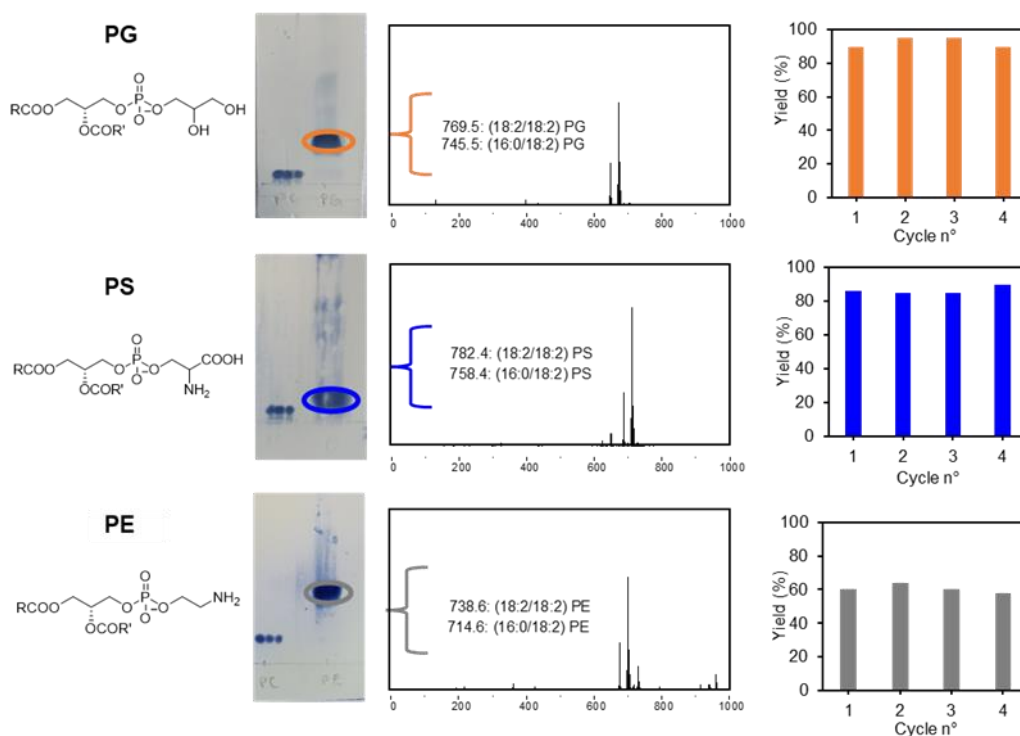 PG
RCOO
O
P
O
O
O
OCOR'
OH
OH
PC
PG
769.5: (18:2/18:2) PG
745.5: (16:0/18:2) PG
0 200 400 600 800 1000
Yield (%)
100
80
60
40
20
0
1 2 3 4
Cycle n°
PS
RCOO
O
P
O
O
O
OCOR'
COOH
NH2
782.4: (18:2/18:2) PS
758.4: (16:0/18:2) PS
0 200 400 600 800 1000
Yield (%)
100
80
60
40
20
0
1 2 3 4
Cycle n°
PE
RCOO
O
P
O
O
O
OCOR'
NH2
PC
PE
738.6: (18:2/18:2) PE
714.6: (16:0/18:2) PE
0 200 400 600 800 1000
Yield (%)
100
80
60
40
20
0
1 2 3 4
Cycle n°